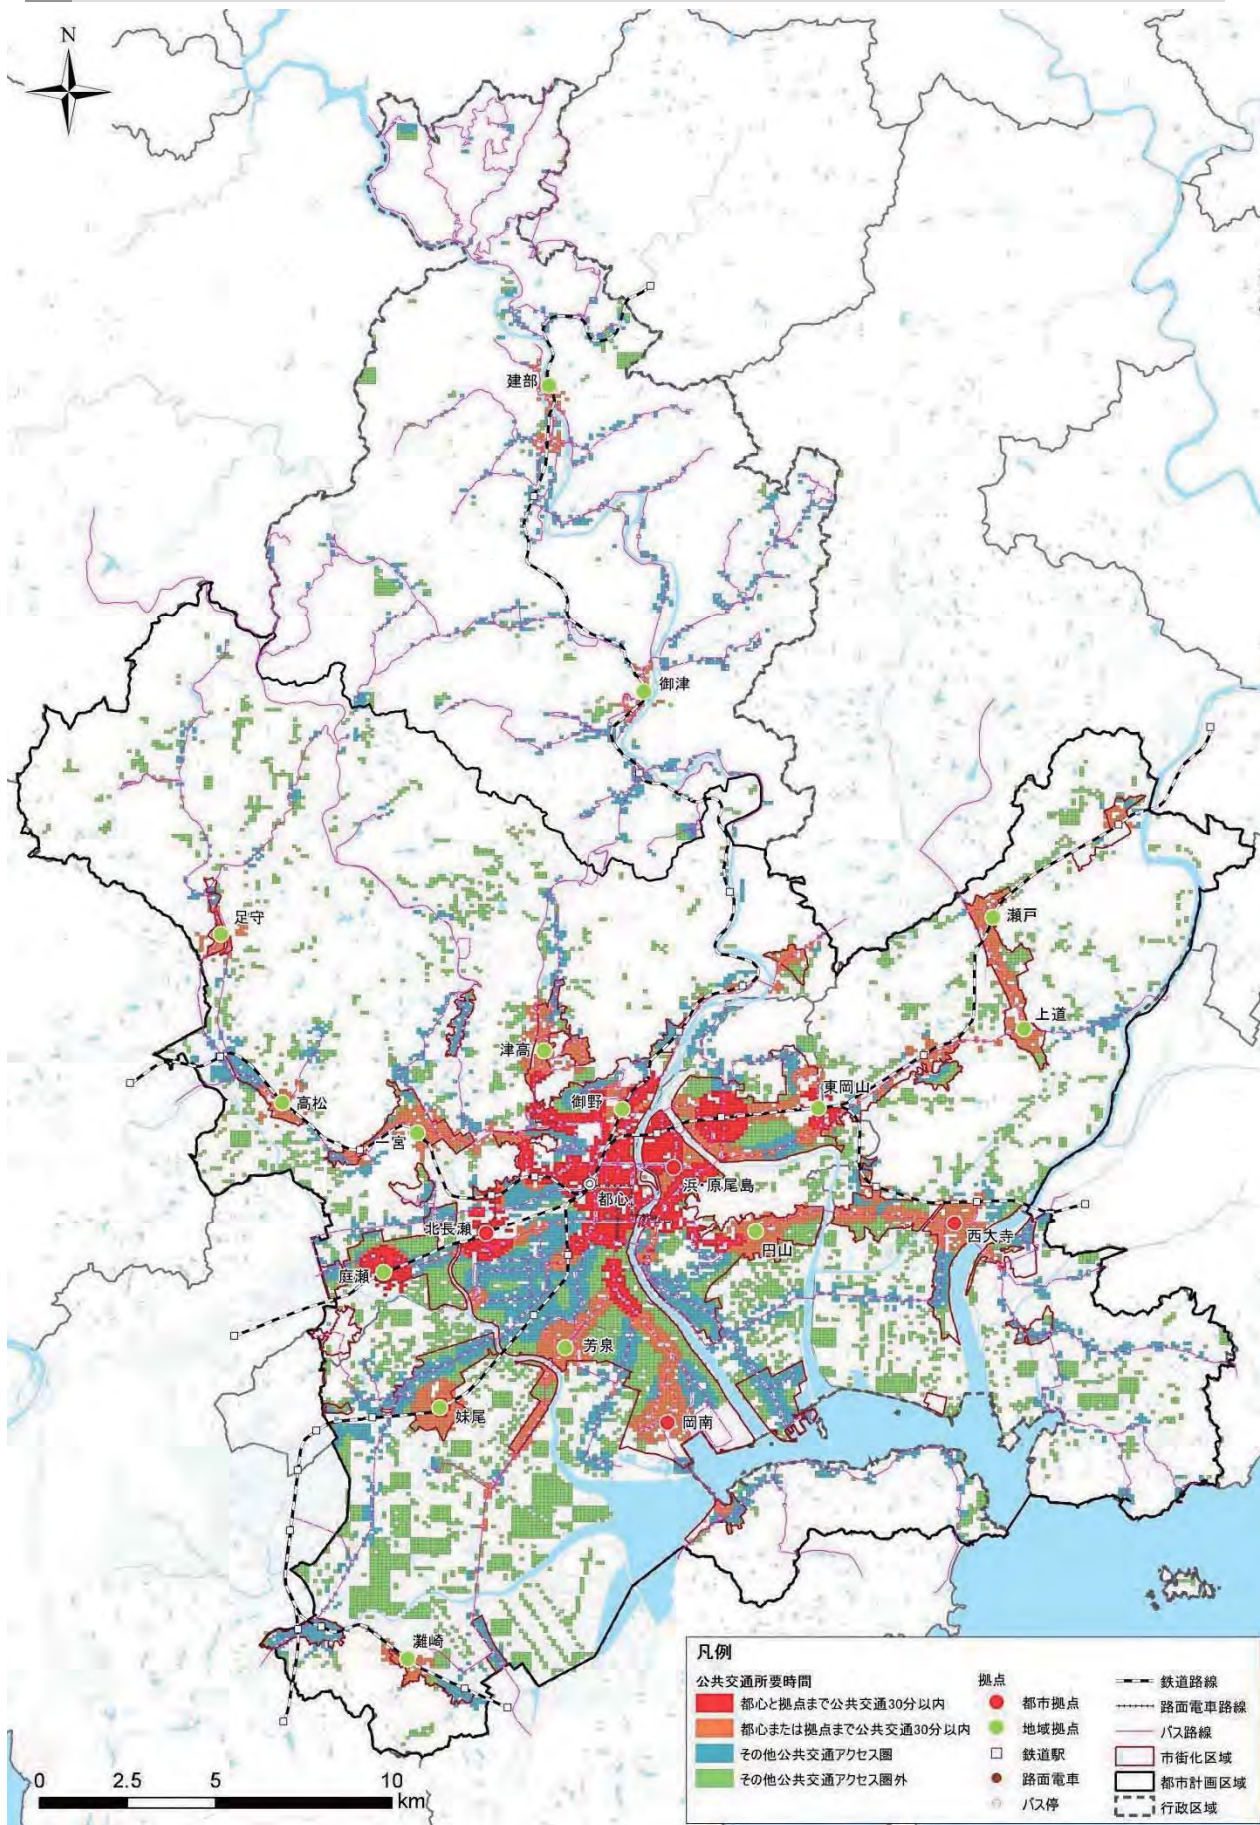 N
建部
御津
足守
瀬戸
上道
津高
高松
御野
東岡山
一宮
浜・原尾島
都心
北長瀬
円山
西大寺
庭瀬
芳泉
妹尾
岡南
灘崎
凡例
公共交通所要時間
都心と拠点まで公共交通30分以内
都心または拠点まで公共交通30分以内
その他公共交通アクセス圏
その他公共交通アクセス圏外
拠点
都市拠点
地域拠点
鉄道駅
路面電車
バス停
鉄道路線
路面電車路線
バス路線
市街化区域
都市計画区域
行政区域
0 2.5 5 10
km